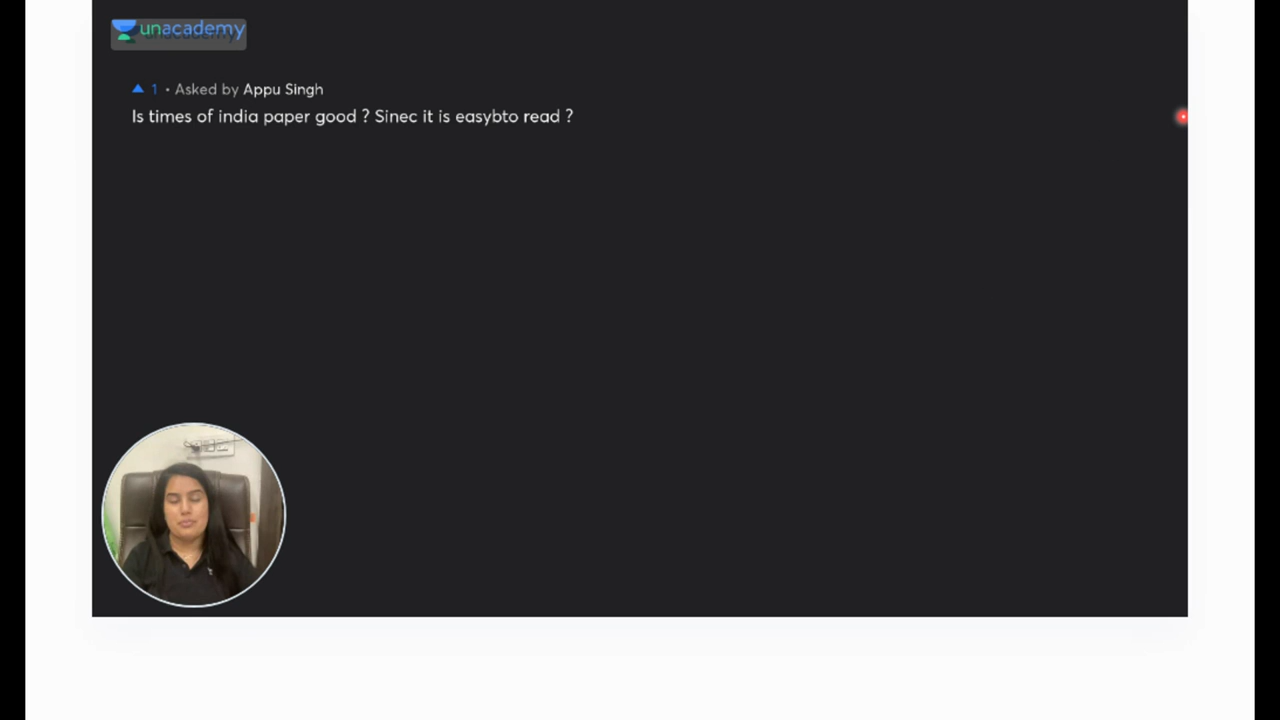 unacademy
1 • Asked by Appu Singh
Is times of india paper good ? Sinec it is easybto read ?